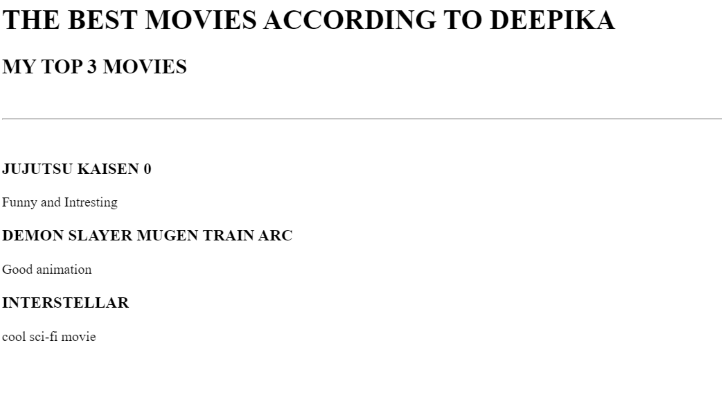 THE BEST MOVIES ACCORDING TO DEEPIKA
MY TOP 3 MOVIES
JUJUTSU KAISEN 0
Funny and Intresting
DEMON SLAYER MUGEN TRAIN ARC
Good animation
INTERSTELLAR
cool sci-fi movie